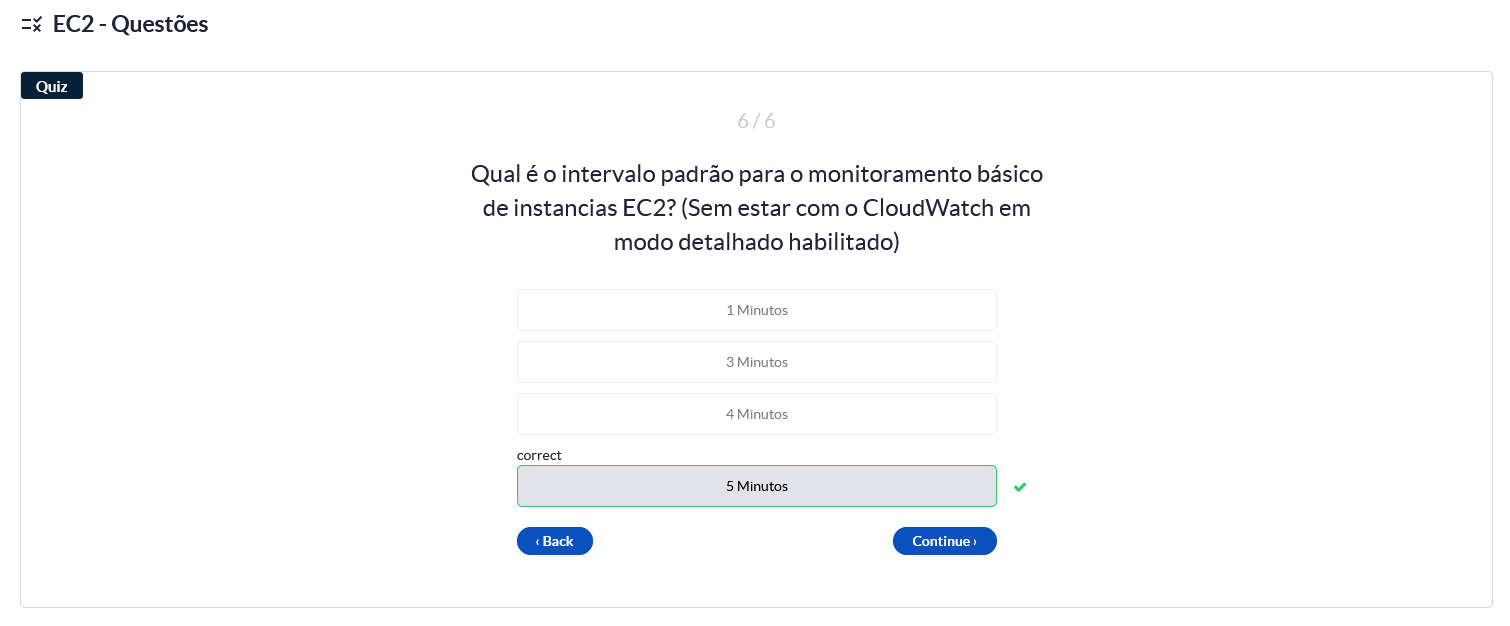 EC2 - Questões
Quiz
6 / 6
Qual é o intervalo padrão para o monitoramento básico
de instancias EC2? (Sem estar com o CloudWatch em
modo detalhado habilitado)
1 Minutos
3 Minutos
4 Minutos
correct
5 Minutos
‹ Back
Continue ›